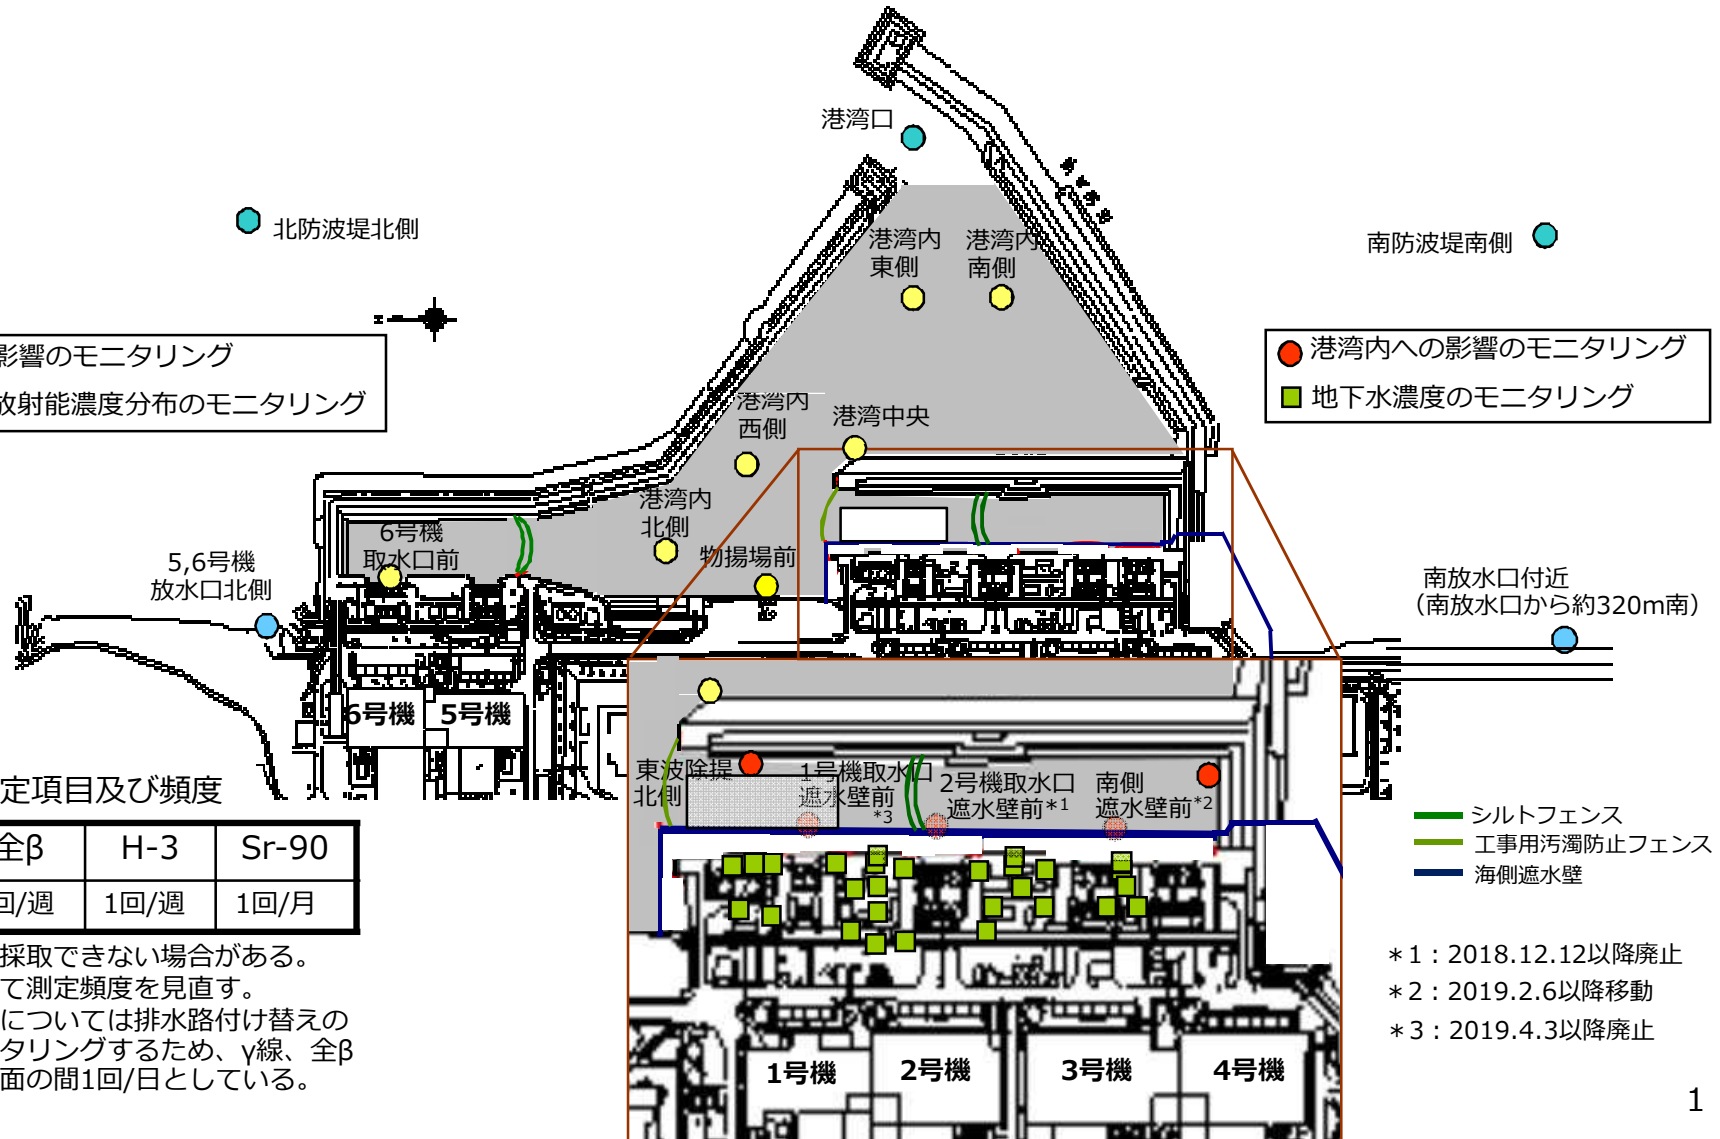 港湾口
北防波堤北側
南防波堤南側
港湾内
東側
港湾内
南側
影響のモニタリング
放射能濃度分布のモニタリング
港湾内への影響のモニタリング
地下水濃度のモニタリング
港湾内
西側
港湾中央
港湾内
北側
6号機
取水口前
物揚場前
5,6号機
放水口北側
南放水口付近
（南放水口から約320m南）
6号機
5号機
東波除堤
北側
1号機取水口
遮水壁前
*3
2号機取水口
遮水壁前*1
南側
遮水壁前*2
シルトフェンス
工事用汚濁防止フェンス
海側遮水壁
定項目及び頻度
全β H-3 Sr-90
回/週 1回/週 1回/月
採取できない場合がある。
て測定頻度を見直す。
については排水路付け替えの
タリングするため、γ線、全β
面の間1回/日としている。
＊1：2018.12.12以降廃止
＊2：2019.2.6以降移動
＊3：2019.4.3以降廃止
1号機
2号機
3号機
4号機
1